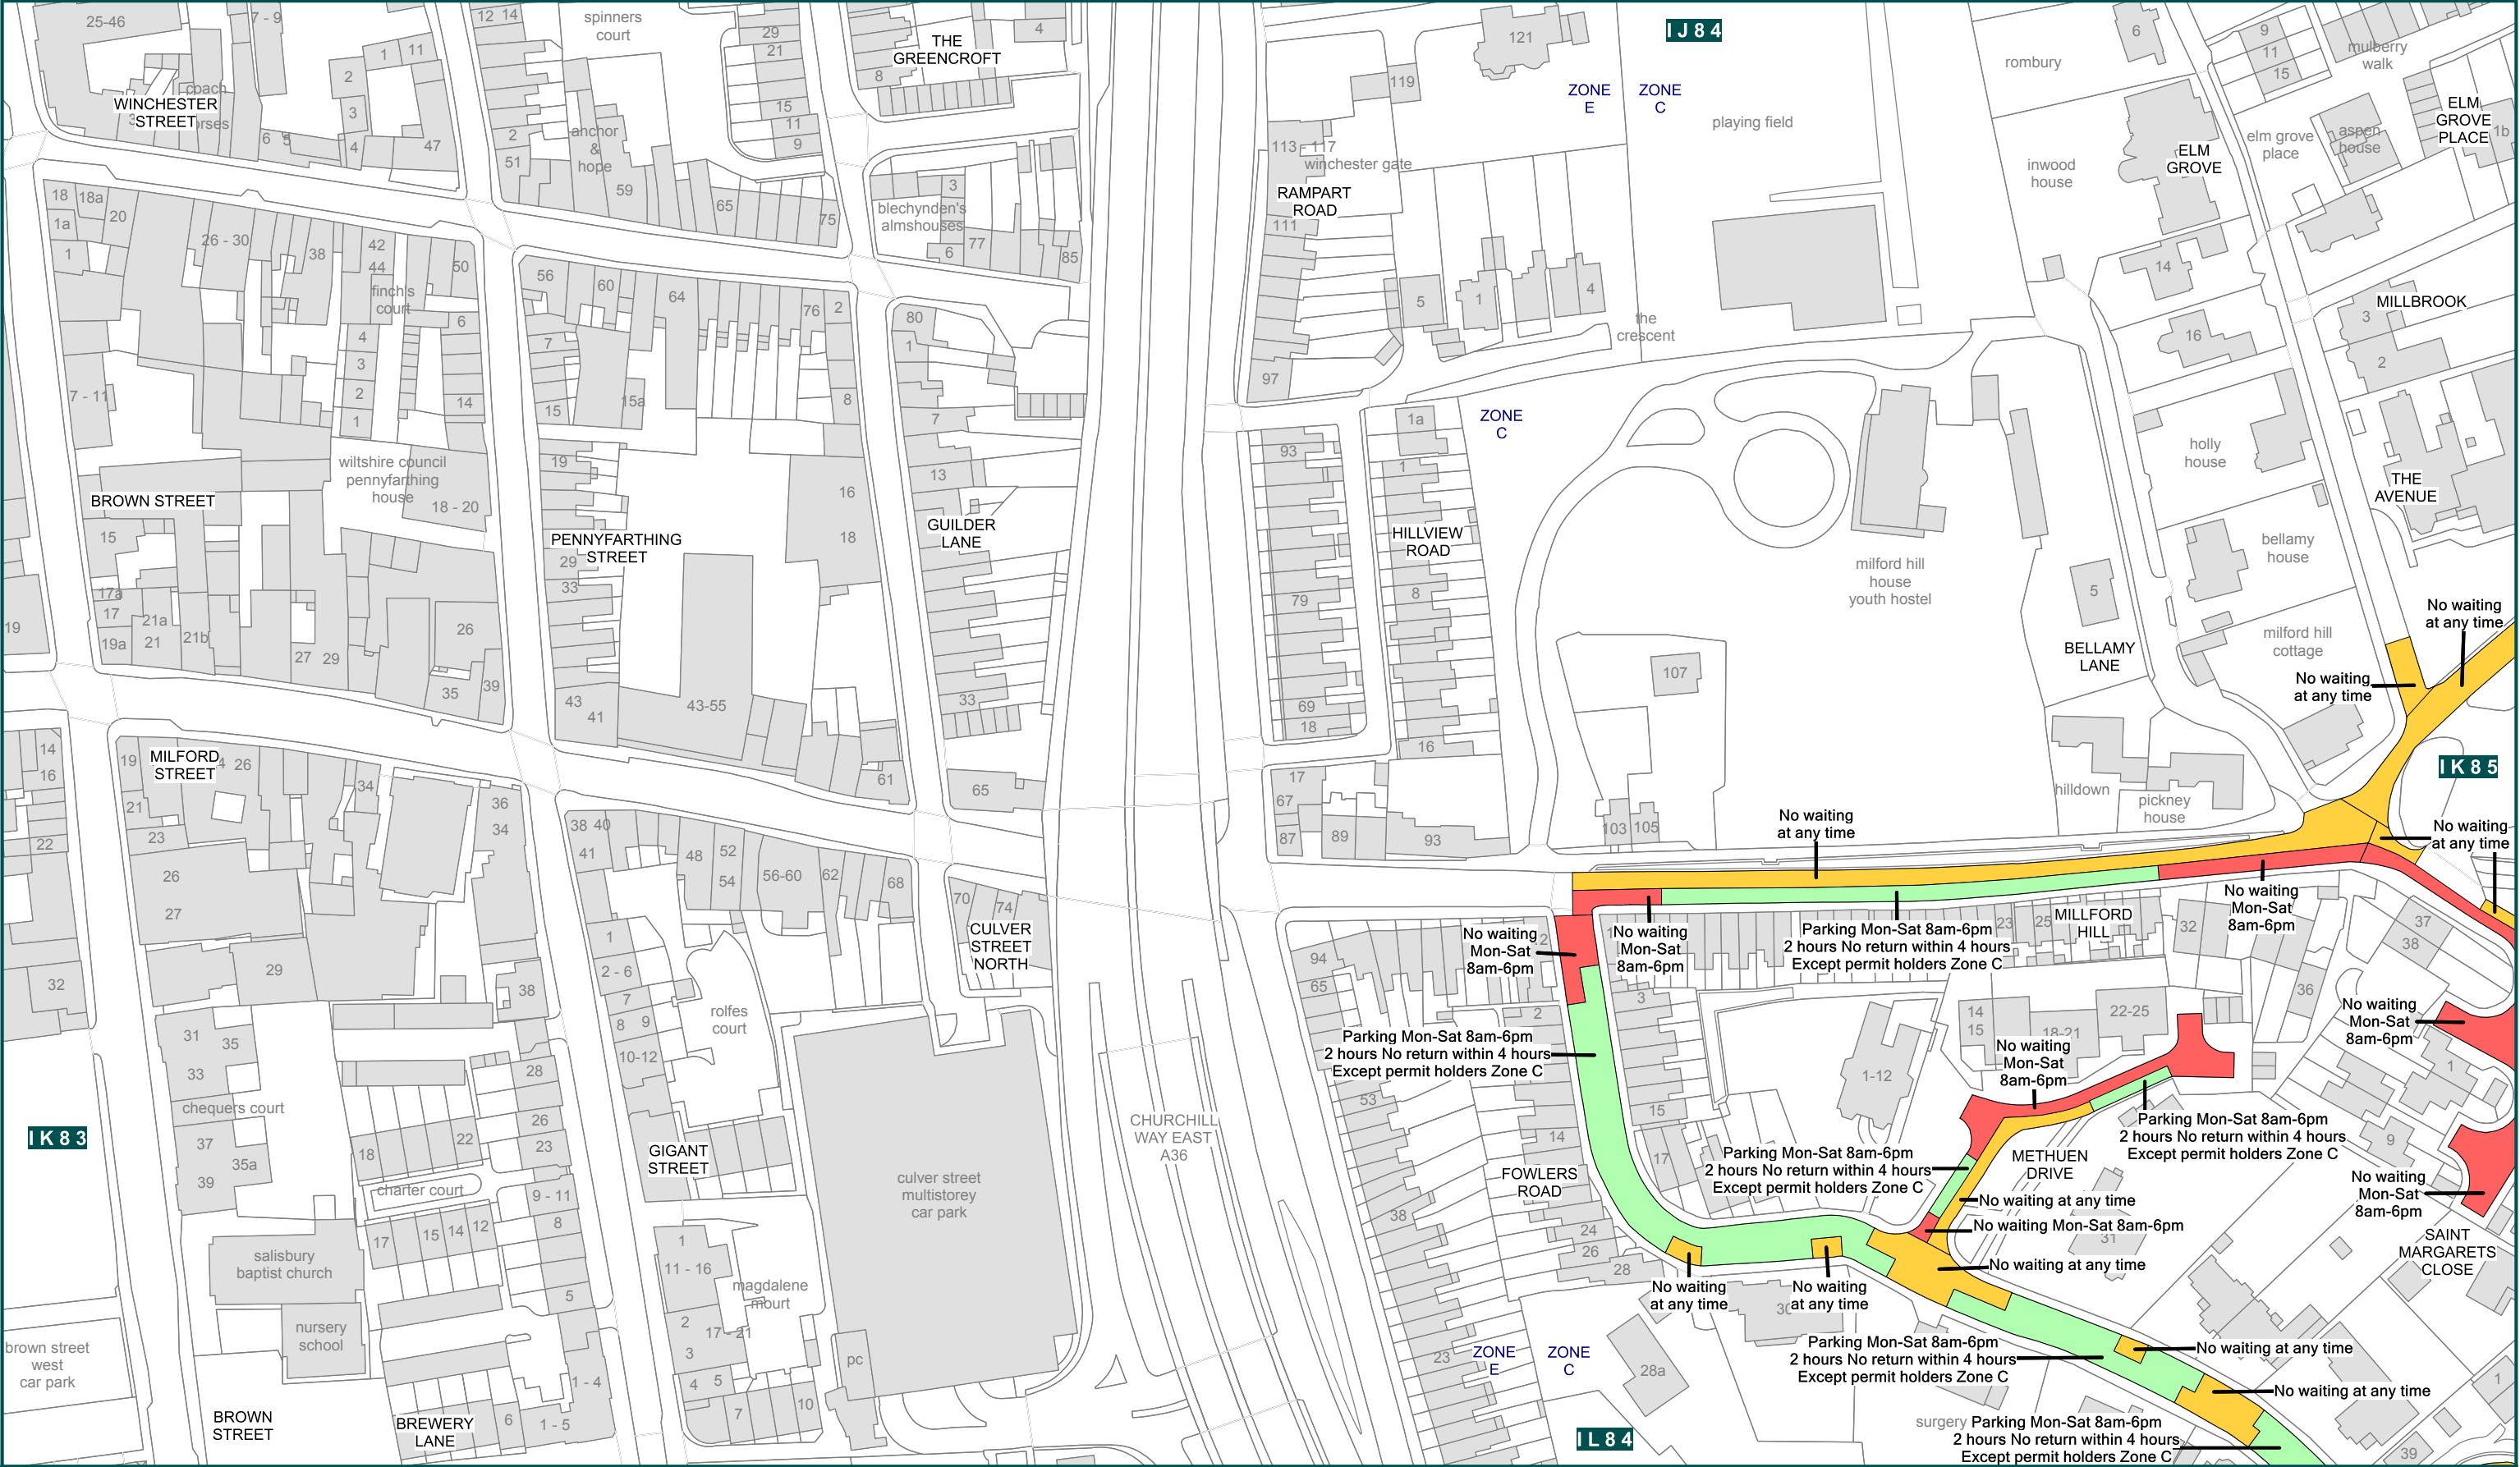 25-46
7 - 9
1
11
2
3
4
coach
WINCHESTER
STREET
6
47
12 14
spinners
court
2
51
anchor
&
hope
59
65
75
29
21
15
11
9
THE
GREENCROFT
8
4
3
blechynden's
almshouses
6
77
85
121
119
I J 8 4
ZONE
E
ZONE
C
playing field
113 - 117
winchester gate
RAMPART
ROAD
111
5
1
4
the
crescent
97
rombury
6
9
11
15
mulberry
walk
ELM
GROVE
PLACE
1b
elm grove
place
aspen
house
ELM
GROVE
inwood
house
14
16
MILLBROOK
3
2
18
18a
1a
20
1
26 - 30
38
42
44
50
finch's
court
6
4
3
2
1
14
7 - 11
wiltshire council
pennyfarthing
house
18 - 20
BROWN STREET
15
17a
17
19a
21a
21
21b
27
29
26
35
39
19
56
60
64
76
2
7
15
15a
8
19
16
18
PENNYFARTHING
STREET
29
33
43
41
43-55
61
80
1
7
13
GUILDER
LANE
33
65
93
79
69
18
1a
1
HILLVIEW
ROAD
8
16
ZONE
C
17
67
87
89
93
milford hill
house
youth hostel
107
103
105
5
BELLAMY
LANE
holly
house
bellamy
house
THE
AVENUE
milford hill
cottage
hilldown
pickney
house
No waiting
at any time
No waiting
at any time
I K 8 5
No waiting
at any time
No waiting
at any time
14
16
22
32
19
MILFORD
STREET
26
34
21
23
36
34
26
27
29
38
31
35
33
chequers court
37
35a
39
28
26
23
22
18
charter court
9 - 11
8
17
15
14
12
5
salisbury
baptist church
nursery
school
brown street
west
car park
I K 8 3
BROWN
STREET
BREWERY
LANE
6
1 - 5
1 - 4
38 40
41
48
52
54
56-60
62
68
70
74
CULVER
STREET
NORTH
1
2 - 6
7
8
9
10-12
rolfes
court
GIGANT
STREET
1
11 - 16
magdalene
mourt
2
17 - 21
3
4
5
7
10
pc
culver street
multistorey
car park
CHURCHILL
WAY EAST
A36
94
65
53
38
23
2
14
24
26
28
FOWLERS
ROAD
No waiting
Mon-Sat
8am-6pm
No waiting
Mon-Sat
8am-6pm
Parking Mon-Sat 8am-6pm
2 hours No return within 4 hours
Except permit holders Zone C
23
25
MILLFORD
HILL
32
No waiting
Mon-Sat
8am-6pm
37
38
36
3
15
17
Parking Mon-Sat 8am-6pm
2 hours No return within 4 hours
Except permit holders Zone C
1-12
14
15
18-21
22-25
No waiting
Mon-Sat
8am-6pm
No waiting
Mon-Sat
8am-6pm
1
9
Parking Mon-Sat 8am-6pm
2 hours No return within 4 hours
Except permit holders Zone C
Parking Mon-Sat 8am-6pm
2 hours No return within 4 hours
Except permit holders Zone C
METHUEN
DRIVE
No waiting at any time
No waiting Mon-Sat 8am-6pm
31
No waiting at any time
No waiting
Mon-Sat
8am-6pm
SAINT
MARGARETS
CLOSE
No waiting
at any time
No waiting
at any time
30
ZONE
E
ZONE
C
28a
I L 8 4
Parking Mon-Sat 8am-6pm
2 hours No return within 4 hours
Except permit holders Zone C
No waiting at any time
No waiting at any time
1
surgery
Parking Mon-Sat 8am-6pm
2 hours No return within 4 hours
Except permit holders Zone C
39